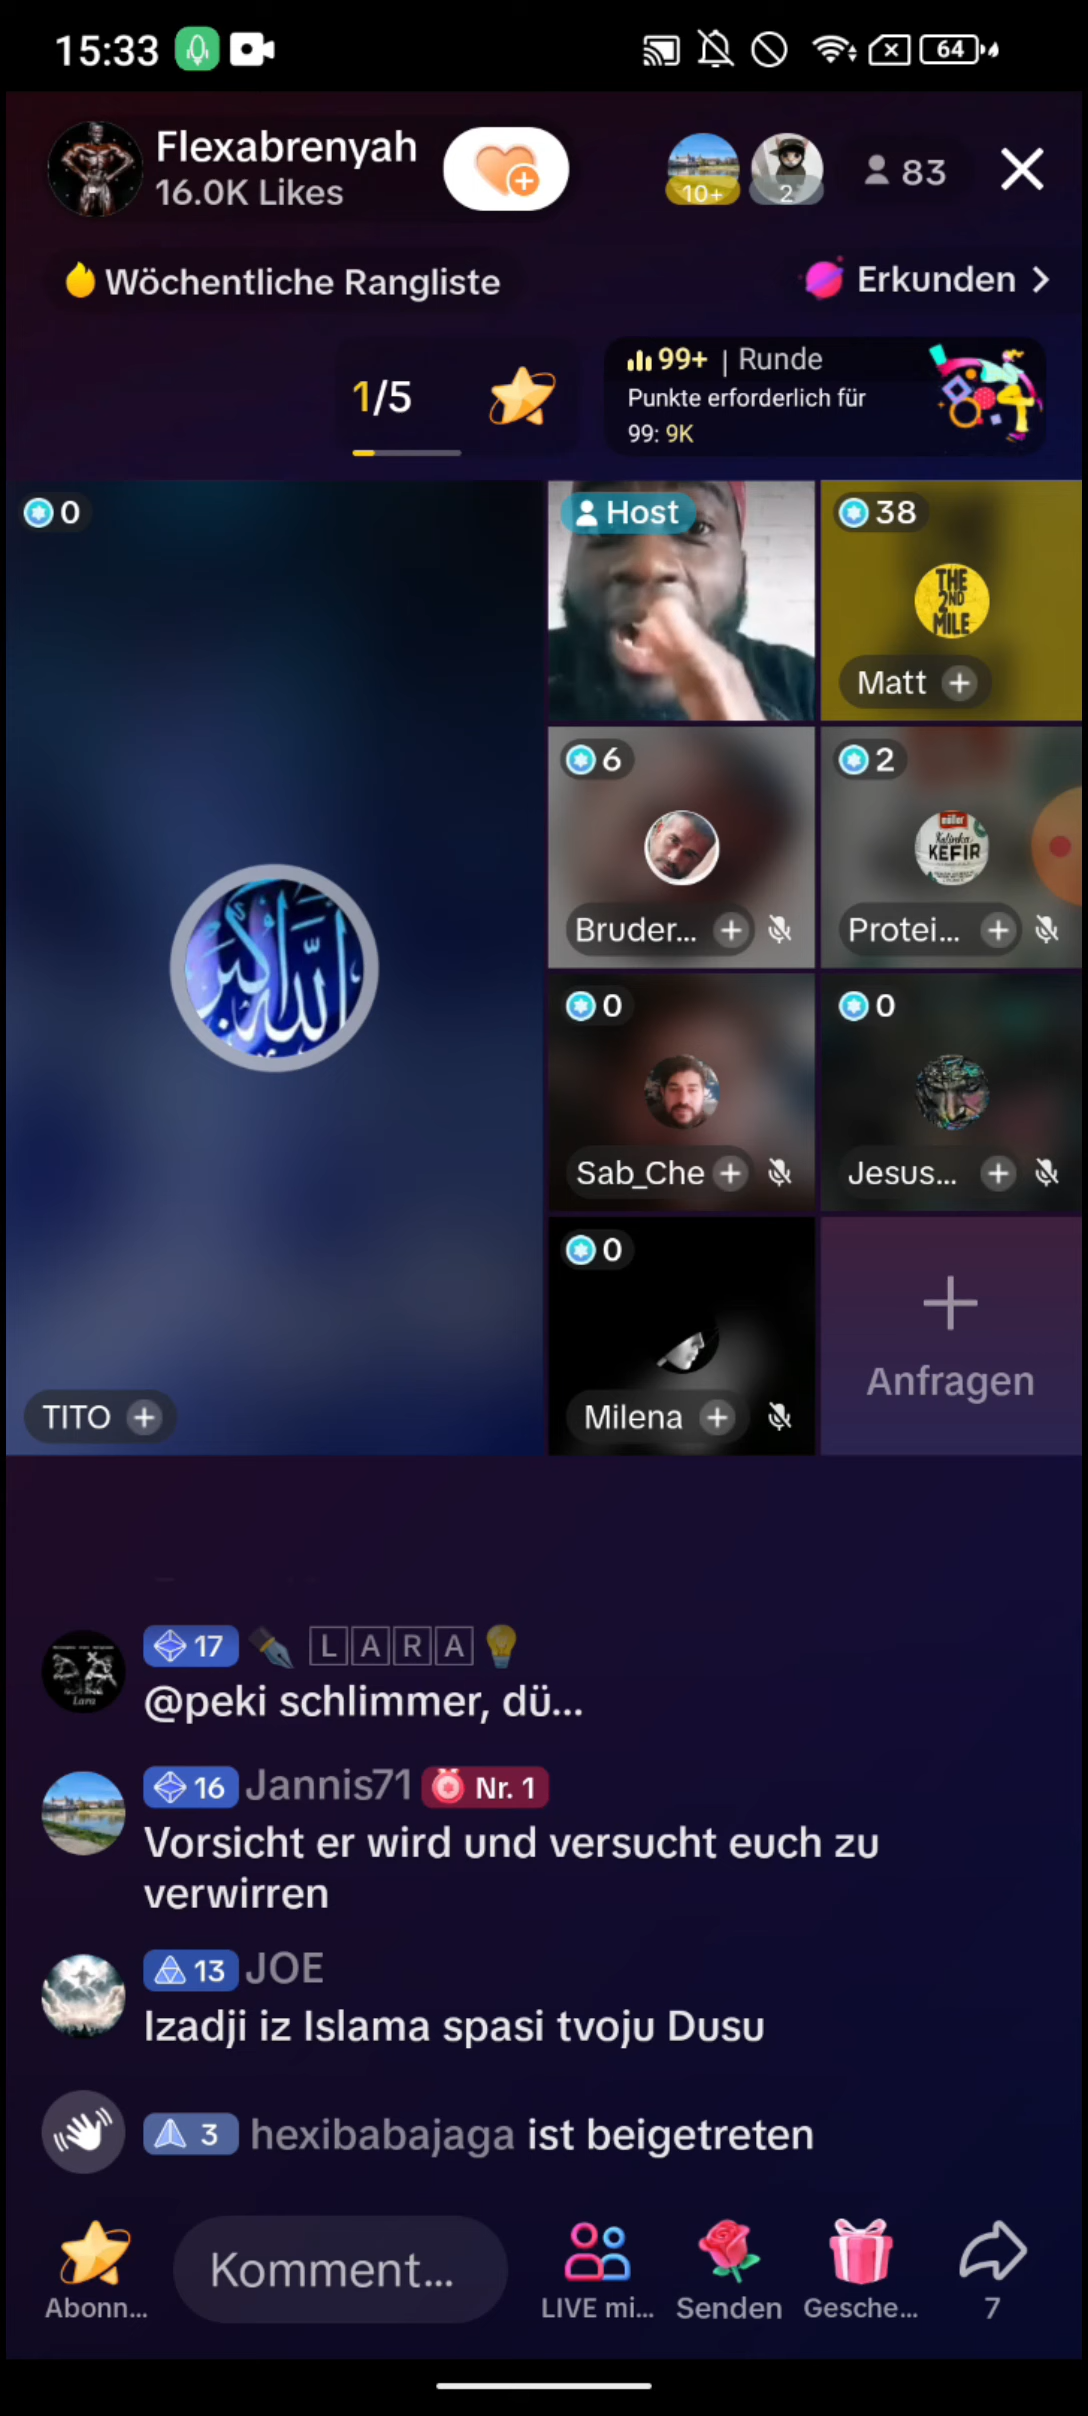 15:33
64
Flexabrenyah
16.0K Likes
10+
2
83
Wöchentliche Rangliste
Erkunden
1/5
99+ | Runde
Punkte erforderlich für
99: 9K
0
Host
38
THE
2ND
MILE
Matt
6
2
müller
Kalinka
KEFIR
Bruder...
Protei...
الله أكبر
0
0
Sab_Che
Jesus...
0
Anfragen
TITO
Milena
17 🅻🅰🆁🅰
Lara
@peki schlimmer, dü...
16 Jannis71 Nr. 1
Vorsicht er wird und versucht euch zu
verwirren
13 JOE
Izadji iz Islama spasi tvoju Dusu
3 hexibabajaga ist beigetreten
Komment...
Abonn...
LIVE mi...
Senden
Gesche...
7